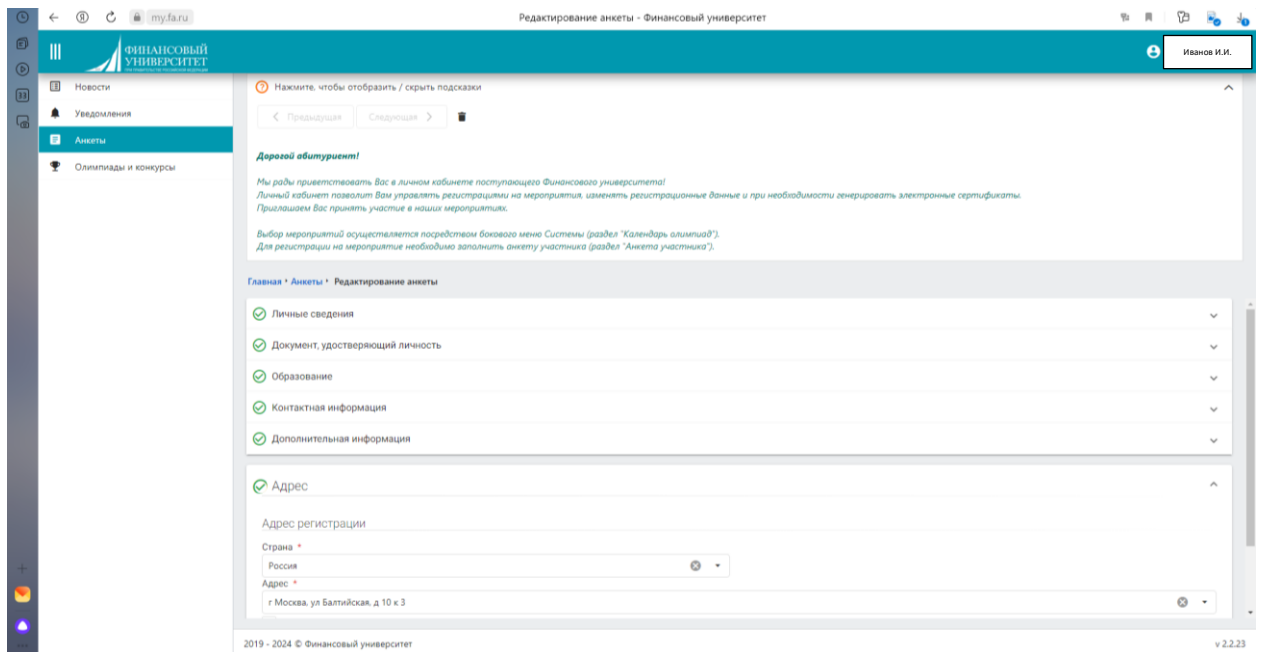 my.fa.ru
Редактирование анкеты - Финансовый университет
ФИНАНСОВЫЙ
УНИВЕРСИТЕТ
Иванов И.И.
Новости
Уведомления
Анкеты
Олимпиады и конкурсы
Нажмите, чтобы отобразить / скрыть подсказки
Предыдущая Следующая
Дорогой абитуриент!
Мы рады приветствовать Вас в личном кабинете поступающего Финансового университета!
Личный кабинет позволит Вам управлять регистрациями на мероприятия, изменять регистрационные данные и при необходимости генерировать электронные сертификаты.
Приглашаем Вас принять участие в наших мероприятиях.
Выбор мероприятий осуществляется посредством бокового меню Системы (раздел "Календарь олимпиад").
Для регистрации на мероприятие необходимо заполнить анкету участника (раздел "Анкета участника").
Главная • Анкеты • Редактирование анкеты
Личные сведения
Документ, удостверяющий личность
Образование
Контактная информация
Дополнительная информация
Адрес
Адрес регистрации
Страна *
Россия
Адрес *
г Москва, ул Балтийская, д 10 к 3
2019 - 2024 © Финансовый университет
v 2.2.23